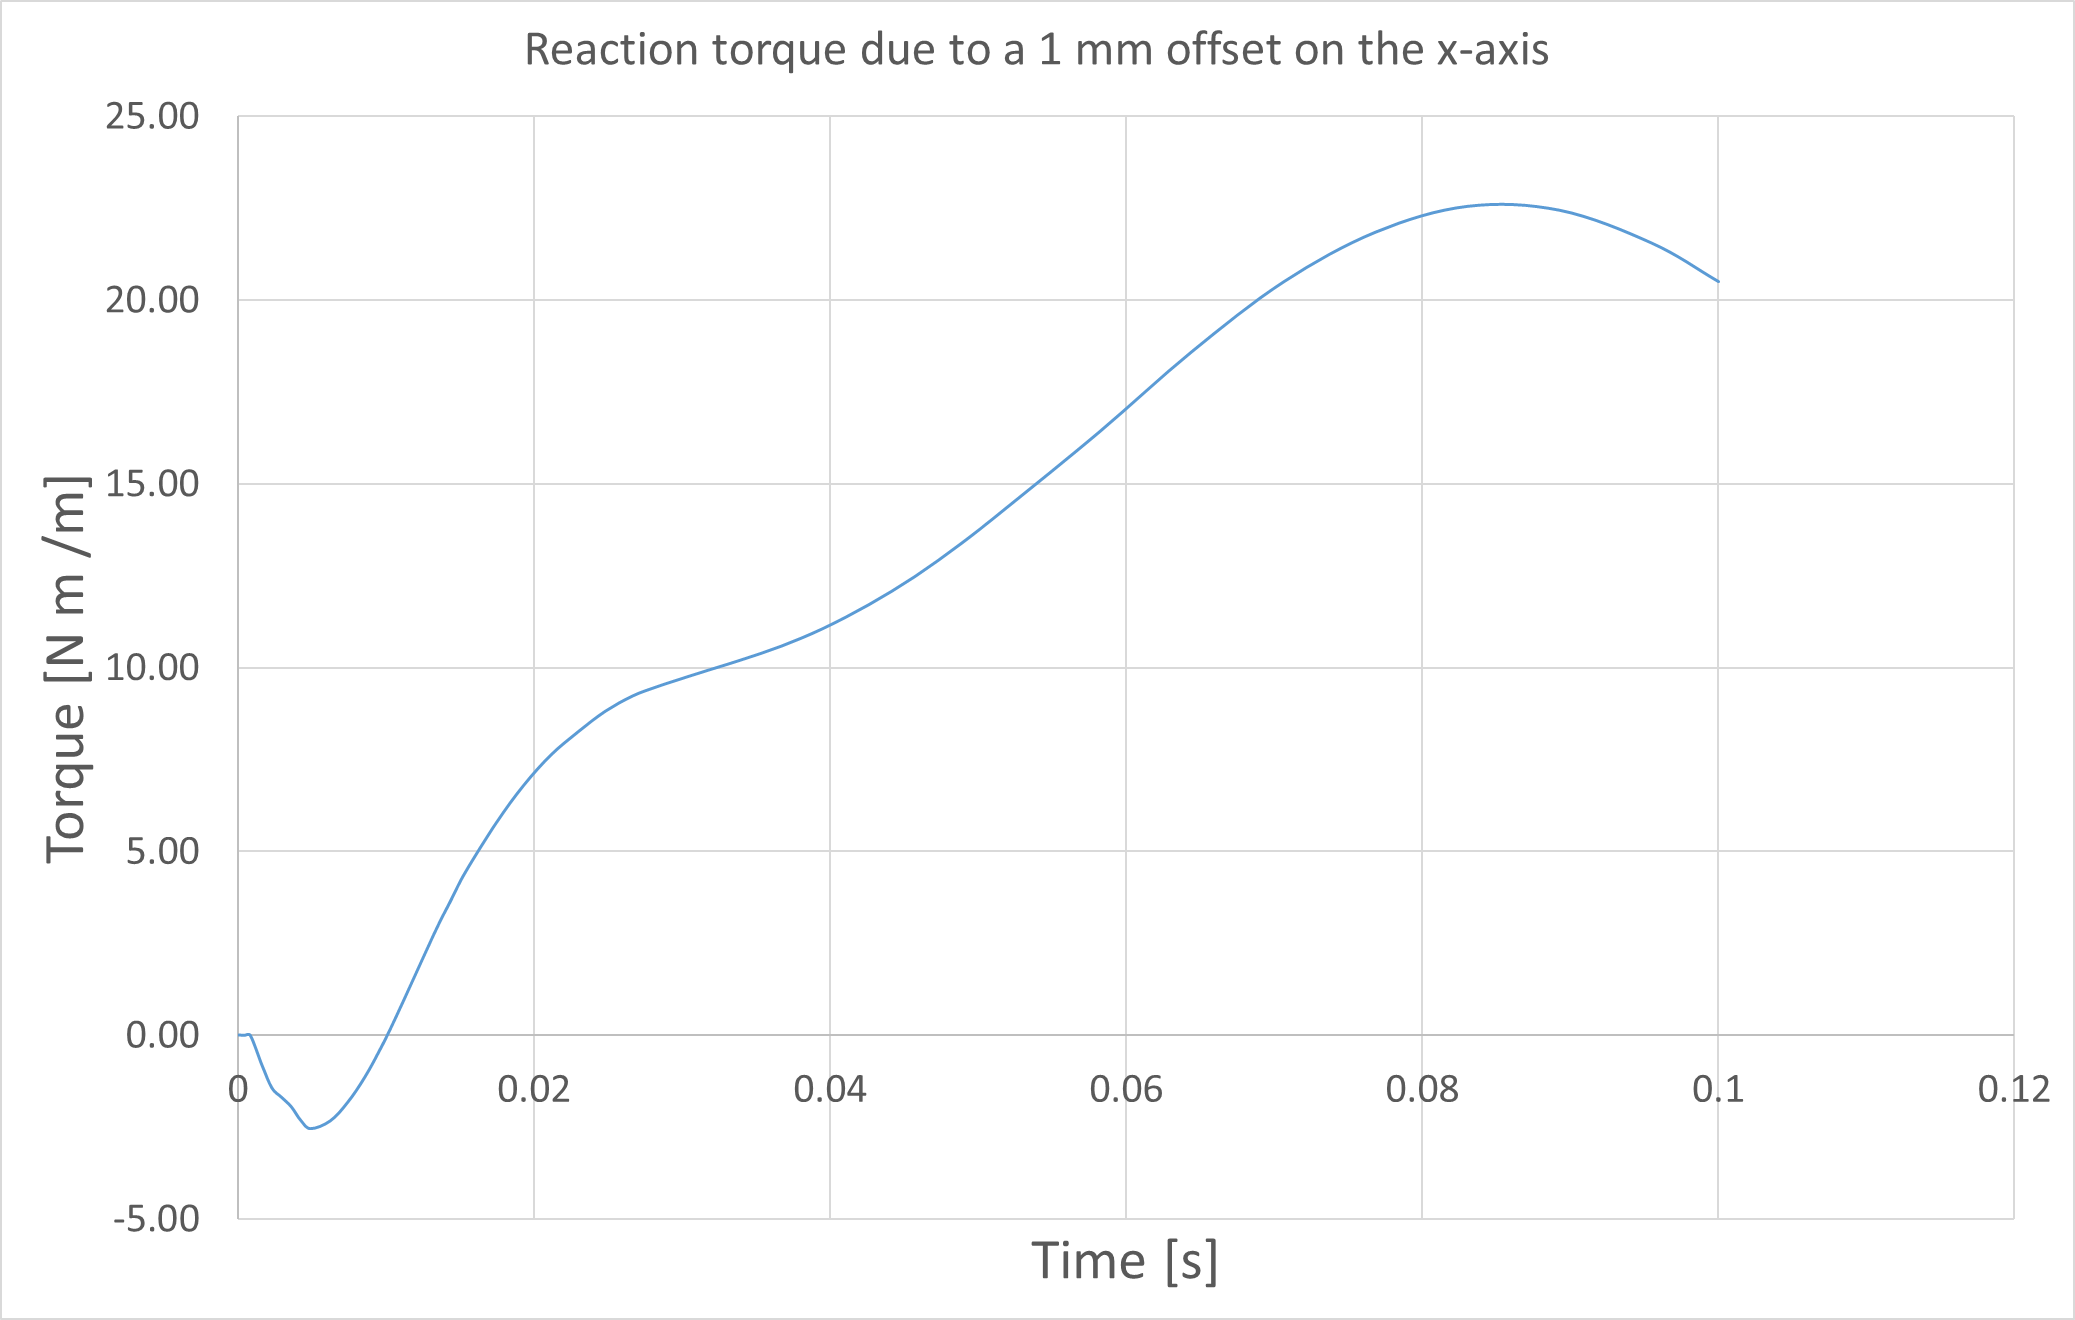 Reaction torque due to a 1 mm offset on the x-axis
25.00
20.00
15.00
10.00
5.00
0.00
-5.00
Torque [N m /m]
0 0.02 0.04 0.06 0.08 0.1 0.12
Time [s]